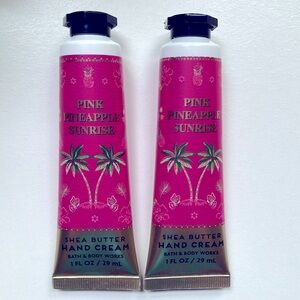 PINK
PINEAPPLE
SUNRISE
SHEA BUTTER
HAND CREAM
BATH & BODY WORKS
1 FL OZ / 29 mL
PINK
PINEAPPLE
SUNRISE
SHEA BUTTER
HAND CREAM
BATH & BODY WORKS
1 FL OZ / 29 mL